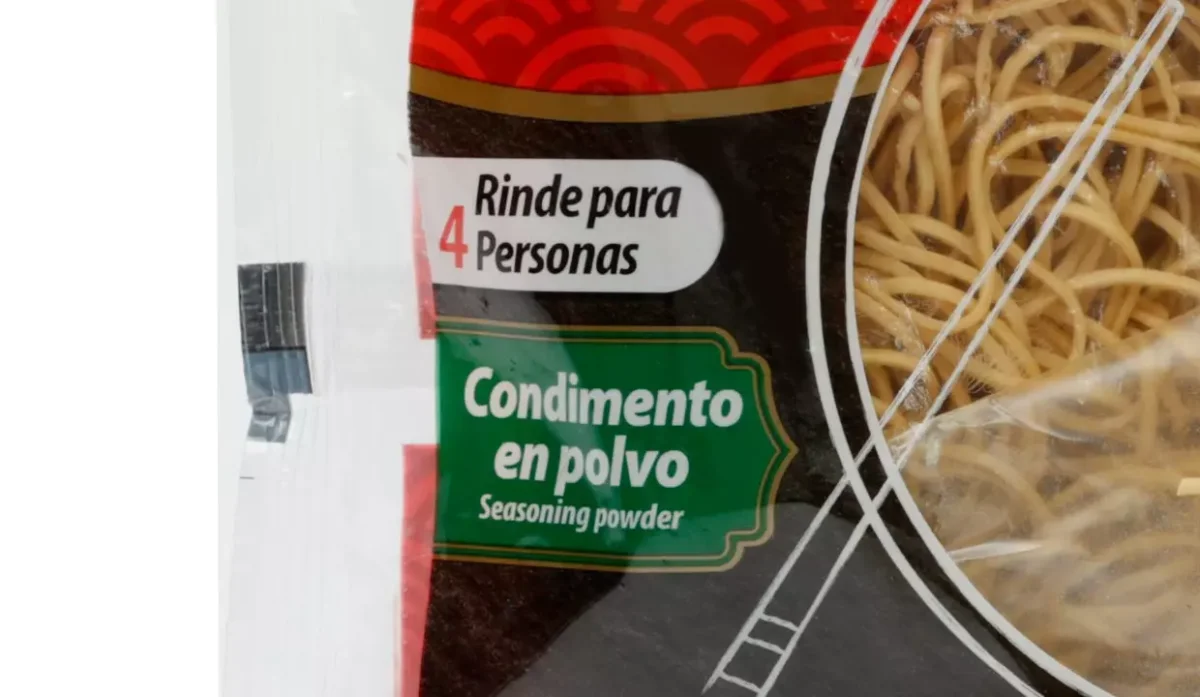 Rinde para
4 Personas
Condimento
en polvo
Seasoning powder